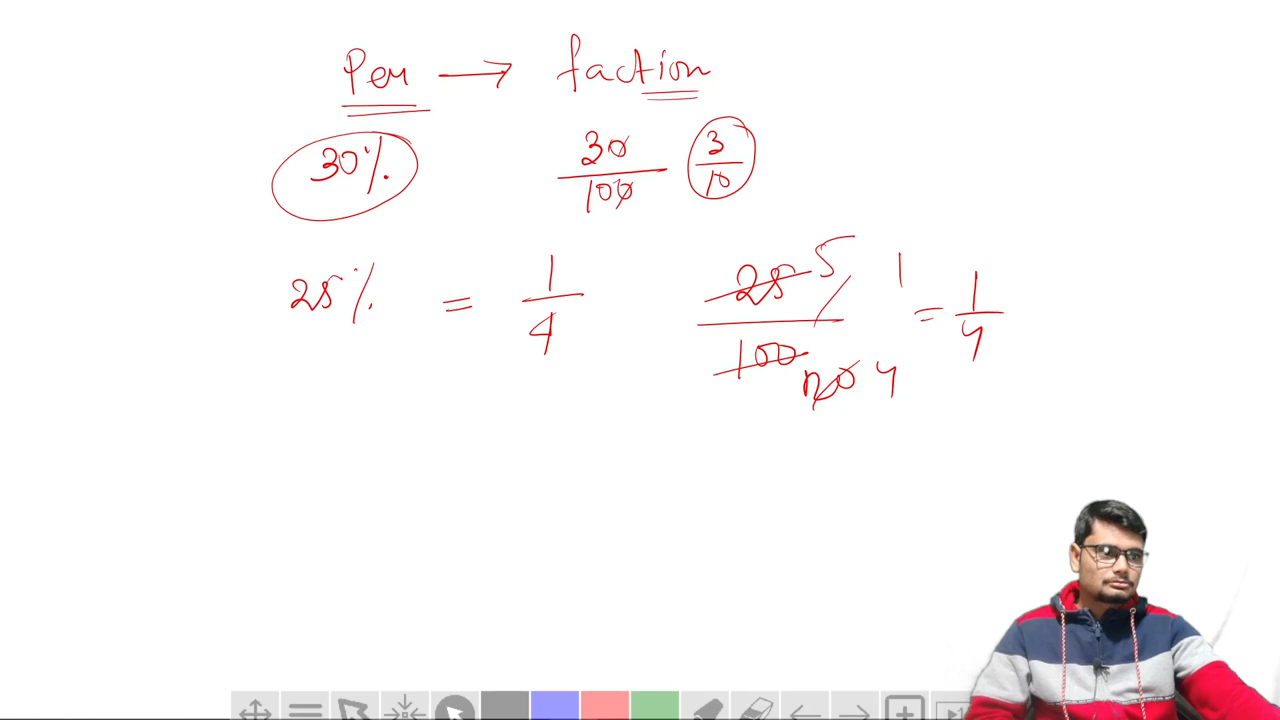 Per → faction
30% 30/100 3/10
25% = 1/4 25/100 5/20 1/4 = 1/4